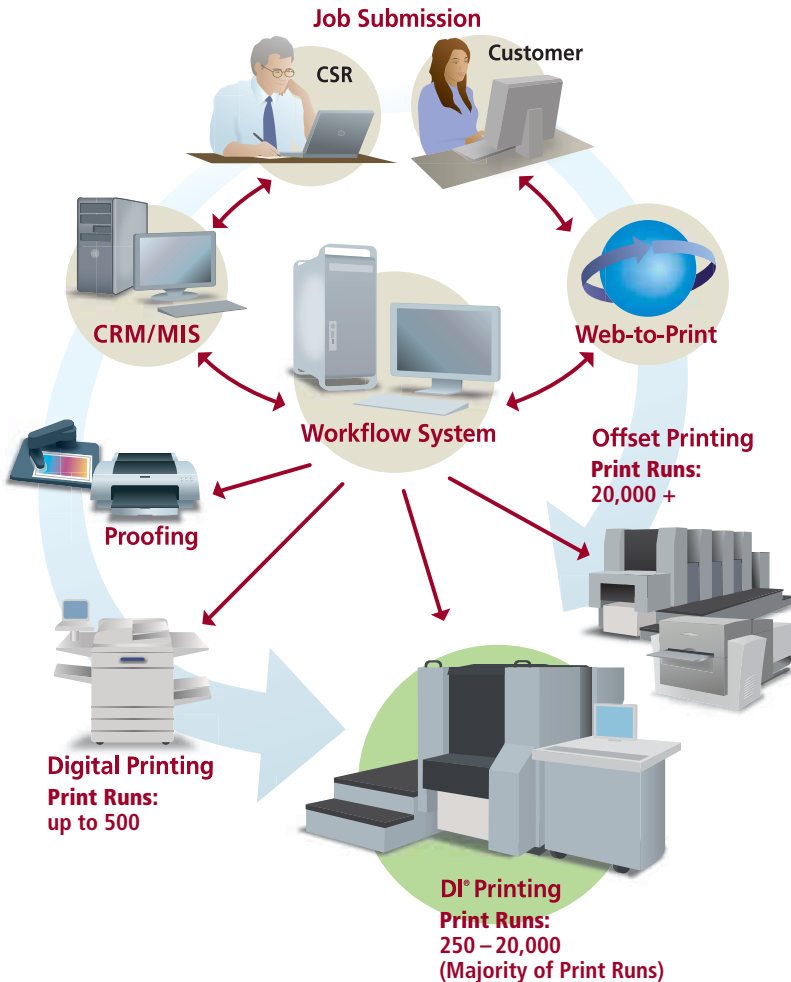 Job Submission
CSR
Customer
CRM/MIS
Web-to-Print
Workflow System
Offset Printing
Print Runs:
20,000 +
Proofing
Digital Printing
Print Runs:
up to 500
DI® Printing
Print Runs:
250 – 20,000
(Majority of Print Runs)